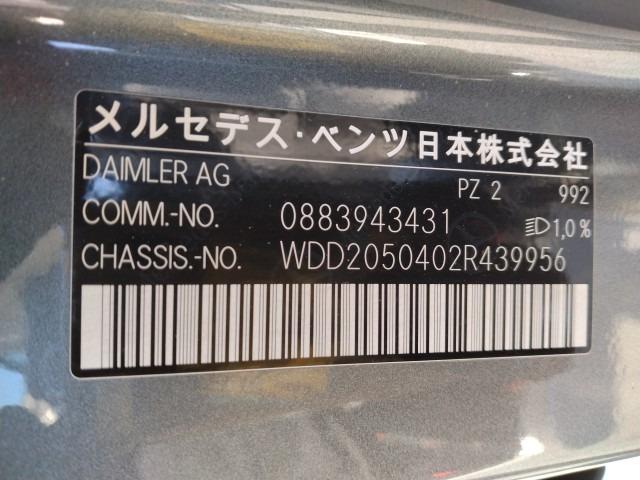 メルセデス・ベンツ日本株式会社
DAIMLER AG PZ 2 992
COMM.-NO. 0883943431 1,0%
CHASSIS.-NO. WDD2050402R439956